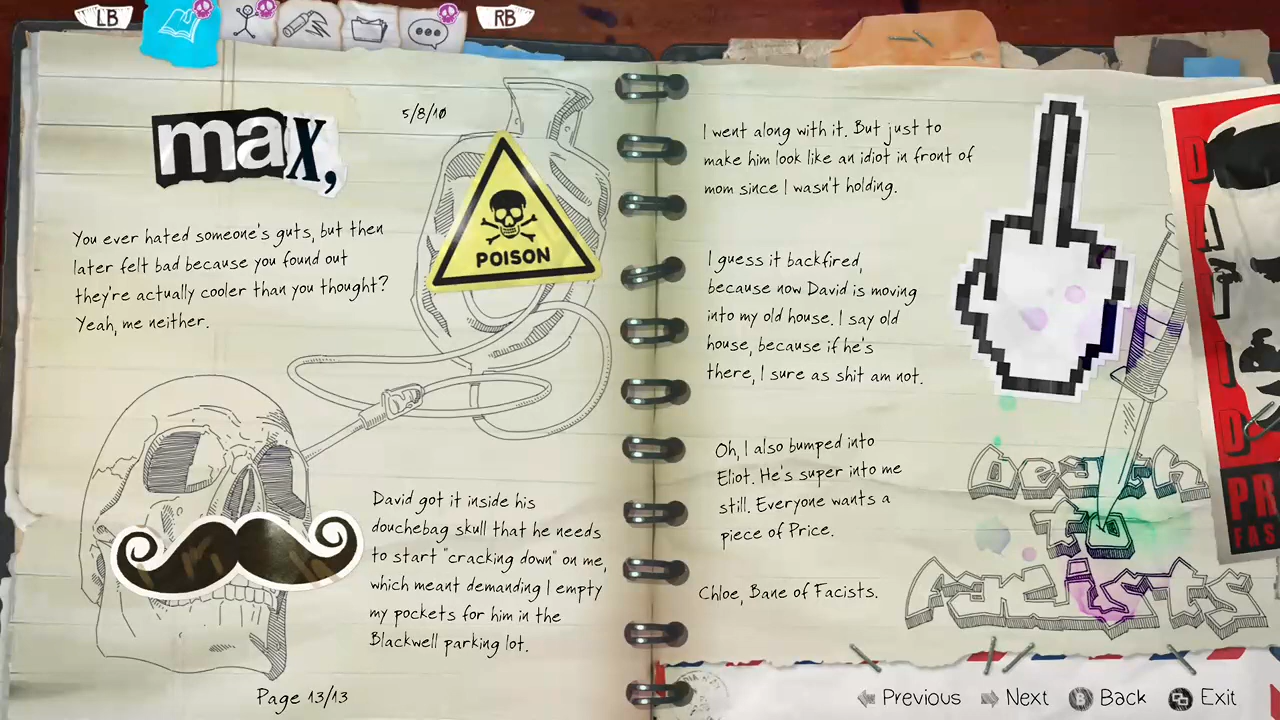 LB
RB
max,
5/8/10
You ever hated someone's guts, but then
later felt bad because you found out
they're actually cooler than you thought?
Yeah, me neither.
POISON
David got it inside his
douchebag skull that he needs
to start "cracking down" on me,
which meant demanding I empty
my pockets for him in the
Blackwell parking lot.
Page 13/13
I went along with it. But just to
make him look like an idiot in front of
mom since I wasn't holding.
I guess it backfired,
because now David is moving
into my old house. I say old
house, because if he's
there, I sure as shit am not.
Oh, I also bumped into
Eliot. He's super into me
still. Everyone wants a
piece of Price.
Chloe, Bane of Facists.
Death
to
Facists
DAVID
PR
FAS
Previous
Next
B
Back
Exit